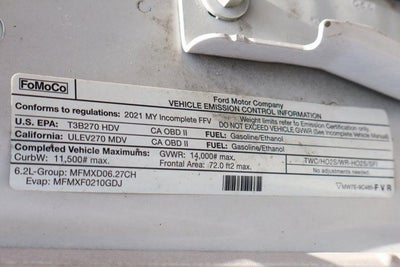 FoMoCo
Ford Motor Company
VEHICLE EMISSION CONTROL INFORMATION
Conforms to regulations: 2021 MY Incomplete FFV Weight limits refer to Emission Certification only.
DO NOT EXCEED GVWR (See Incomplete Vehicle Manual)
U.S. EPA: T3B270 HDV CA OBD II FUEL: Gasoline/Ethanol
California: ULEV270 MDV CA OBD II FUEL: Gasoline/Ethanol
Completed Vehicle Maximums: GVWR: 14,000# max.
CurbW: 11,500# max. Frontal Area: 72.0 ft2 max.
TWC/HO2S/WR-HO2S/SFI
No adjustments needed.
6.2L-Group: MFMXD06.27CH
Evap: MFMXF0210GDJ
MW7E-9C485- F V R